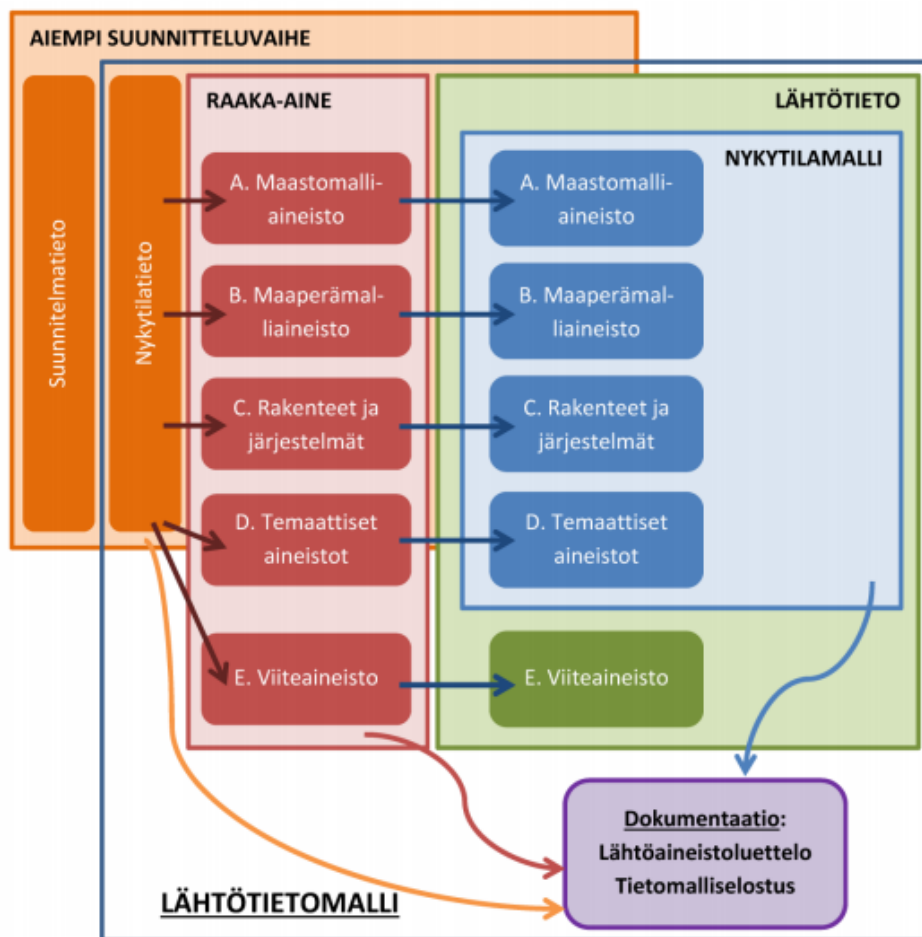 AIEMPI SUUNNITTELUVAIHE
Suunnitelmatieto
Nykytilatieto
RAAKA-AINE
A. Maastomalli-
aineisto
B. Maaperämal-
liaineisto
C. Rakenteet ja
järjestelmät
D. Temaattiset
aineistot
E. Viiteaineisto
LÄHTÖTIETO
NYKYTILAMALLI
A. Maastomalli-
aineisto
B. Maaperämal-
liaineisto
C. Rakenteet ja
järjestelmät
D. Temaattiset
aineistot
E. Viiteaineisto
Dokumentaatio:
Lähtöaineistoluettelo
Tietomalliselostus
LÄHTÖTIETOMALLI